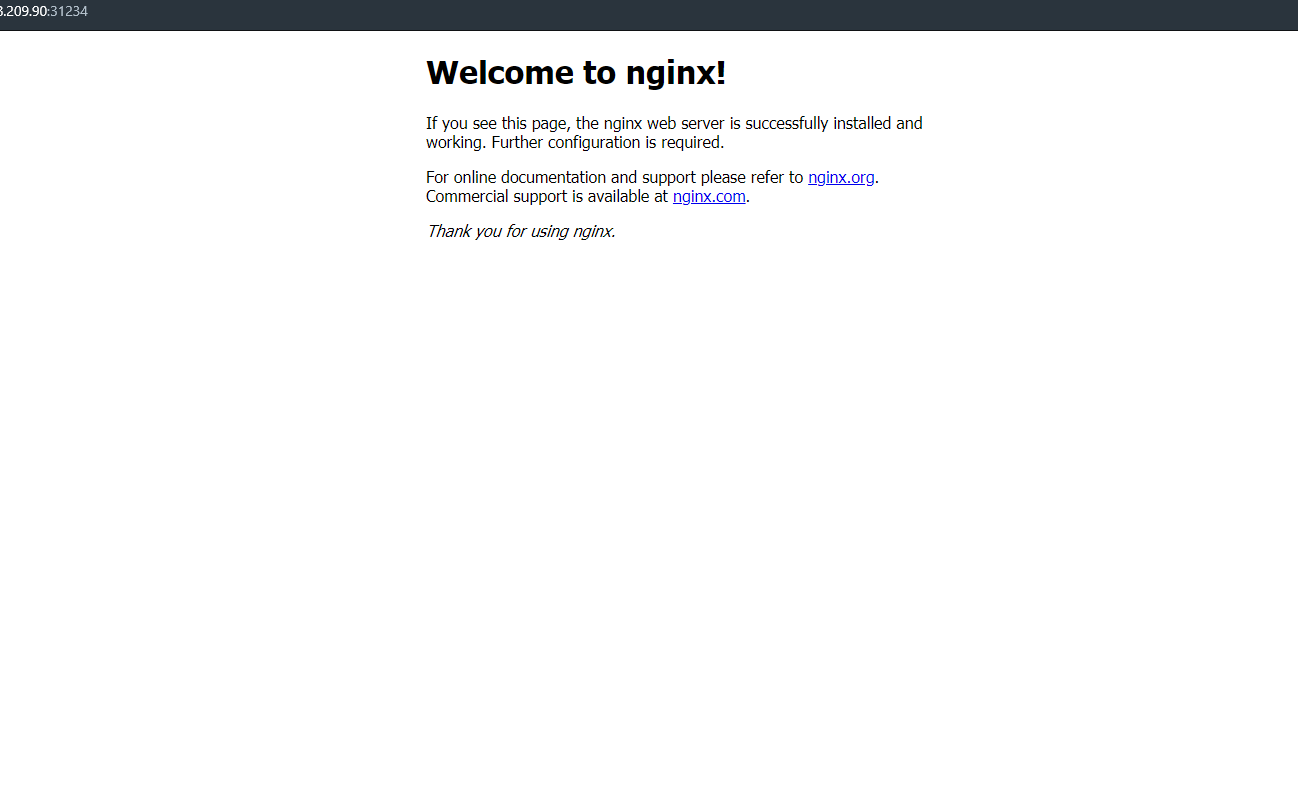 3.209.90:31234
Welcome to nginx!
If you see this page, the nginx web server is successfully installed and
working. Further configuration is required.
For online documentation and support please refer to nginx.org.
Commercial support is available at nginx.com.
Thank you for using nginx.